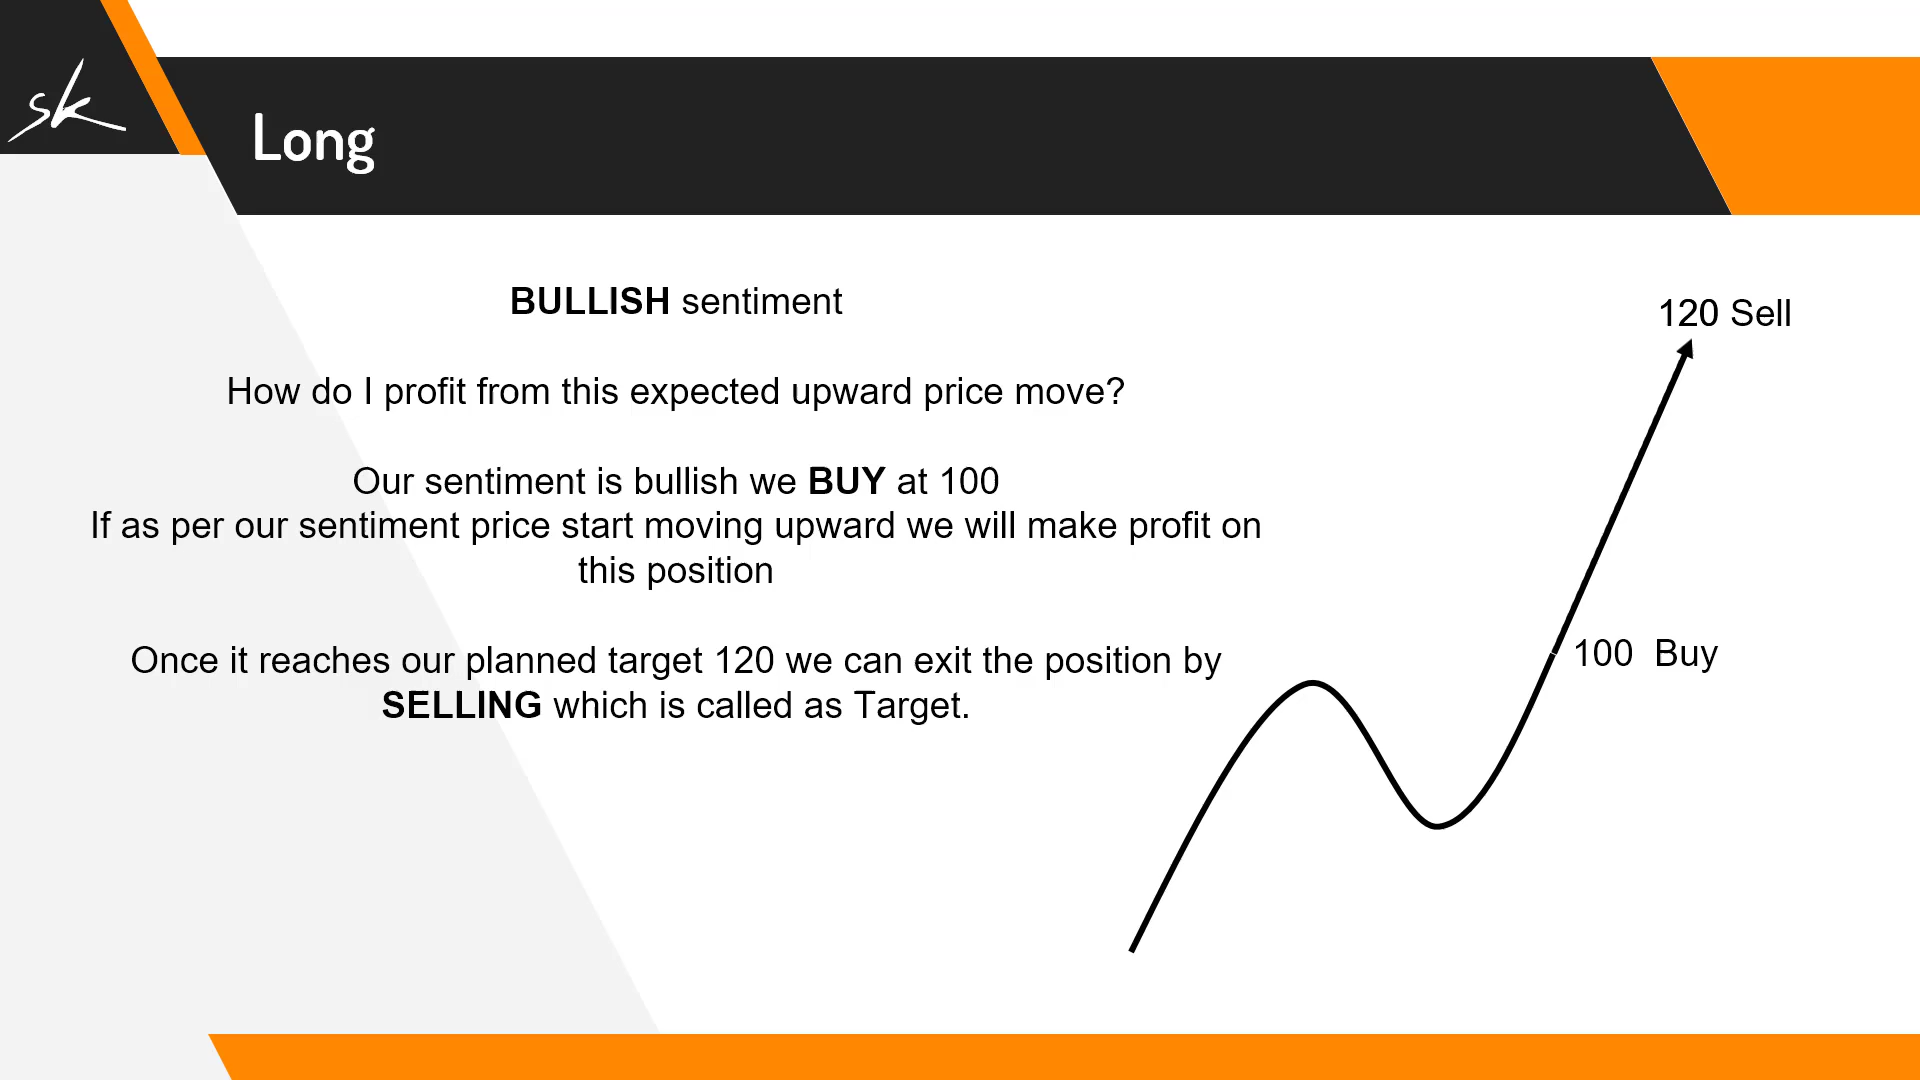 sk
Long
BULLISH sentiment
How do I profit from this expected upward price move?
Our sentiment is bullish we BUY at 100
If as per our sentiment price start moving upward we will make profit on
this position
Once it reaches our planned target 120 we can exit the position by
SELLING which is called as Target.
120 Sell
100 Buy